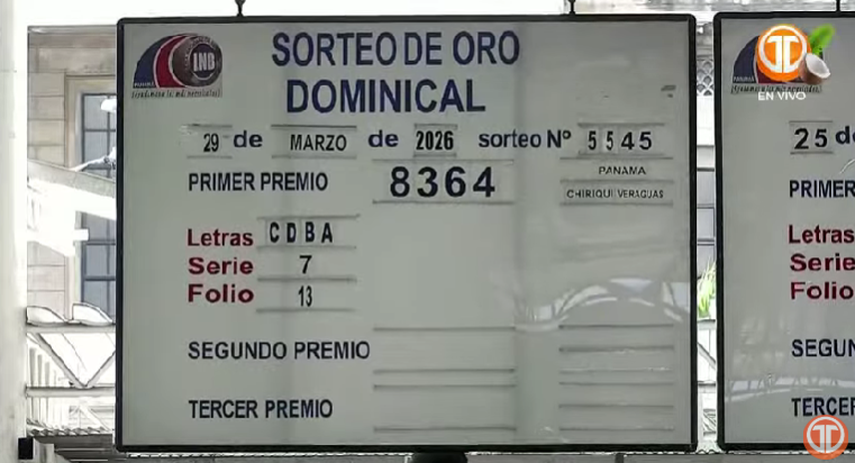 LNB
SORTEO DE ORO
DOMINICAL
29 de MARZO de 2026 sorteo Nº 5545
PRIMER PREMIO 8364 PANAMA
CHIRIQUI VERAGUAS
Letras C D B A
Serie 7
Folio 13
SEGUNDO PREMIO
TERCER PREMIO
EN VIVO
25 de
PRIMER
Letras
Serie
Folio
SEGUN
TERCER